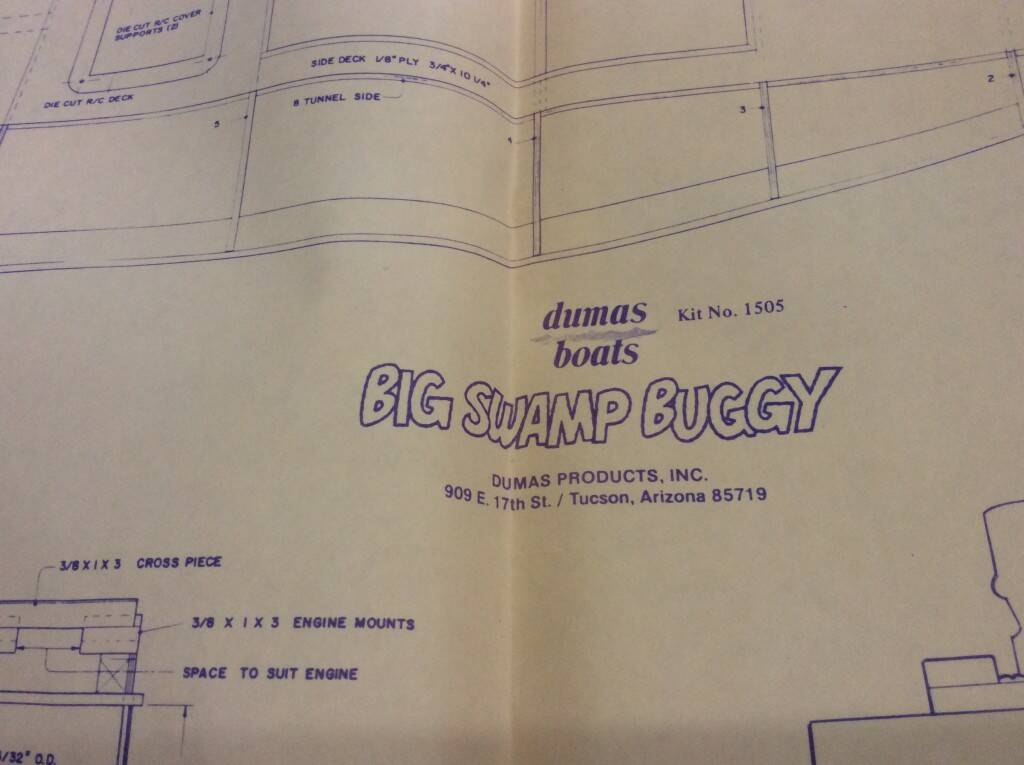 DIE CUT R/C COVER
SUPPORTS (2)
SIDE DECK 1/8" PLY 3/4" X 10 1/4"
DIE CUT R/C DECK
8 TUNNEL SIDE
5
4
3
2
dumas
boats
Kit No. 1505
BIG SWAMP BUGGY
DUMAS PRODUCTS, INC.
909 E. 17th St. / Tucson, Arizona 85719
3/8 X 1 X 3 CROSS PIECE
3/8 X 1 X 3 ENGINE MOUNTS
SPACE TO SUIT ENGINE
/32" O.D.